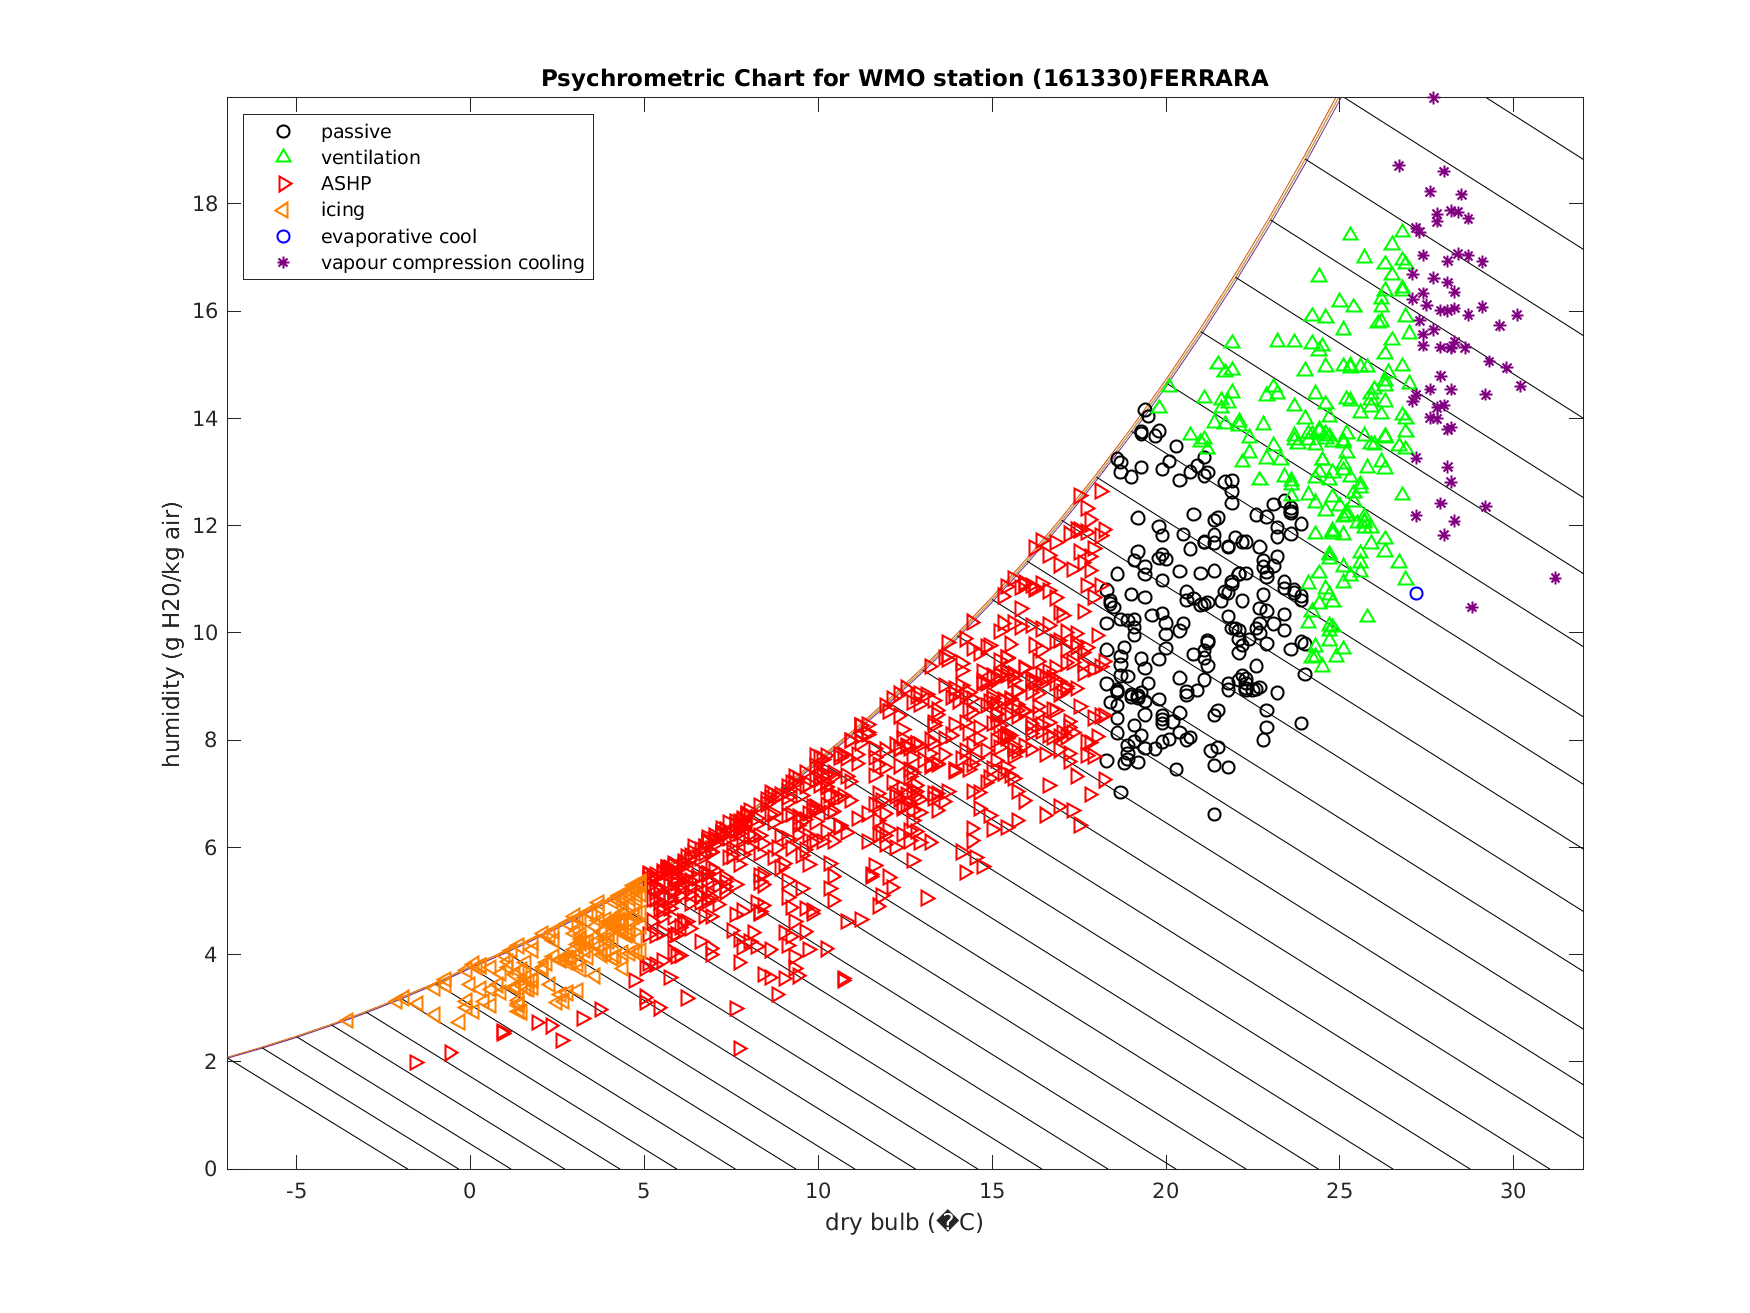 Psychrometric Chart for WMO station (161330)FERRARA
passive
ventilation
ASHP
icing
evaporative cool
vapour compression cooling
humidity (g H20/kg air)
18
16
14
12
10
8
6
4
2
0
-5 0 5 10 15 20 25 30
dry bulb (�C)